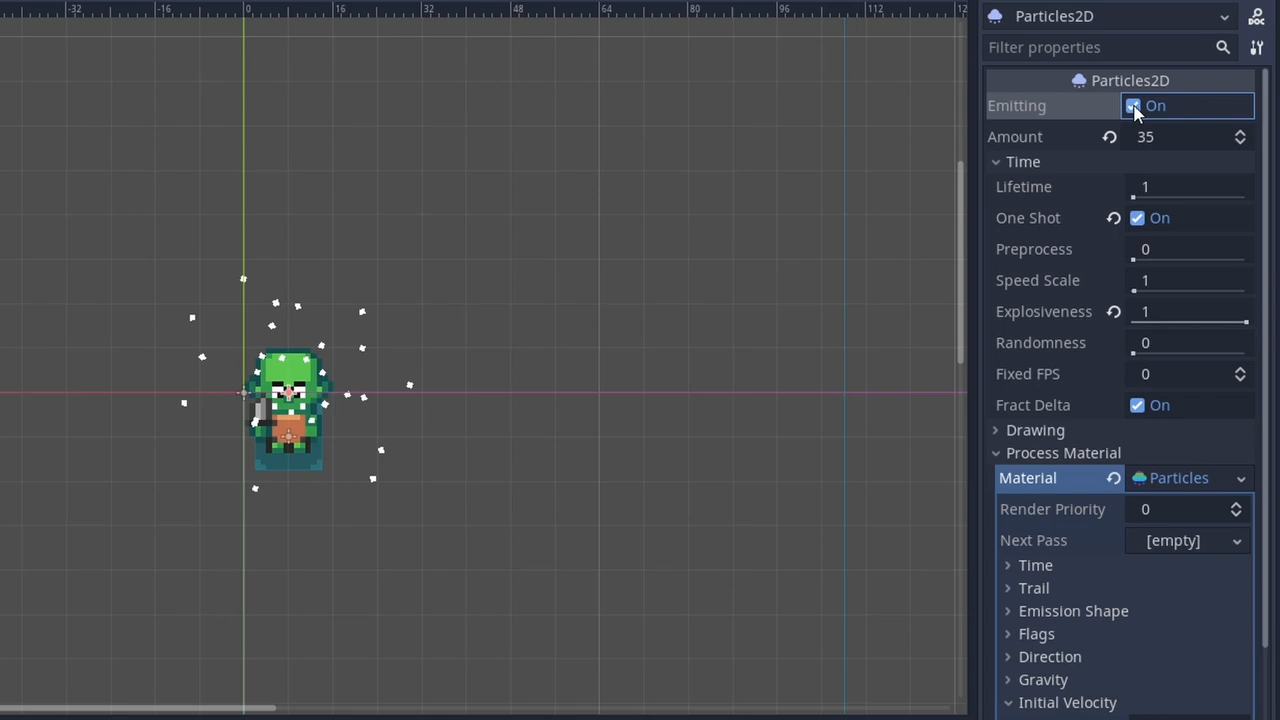 -32 -16 0 16 32 48 64 80 96 112 12
Particles2D
DOC
Filter properties
Particles2D
Emitting On
Amount 35
Time
Lifetime 1
One Shot On
Preprocess 0
Speed Scale 1
Explosiveness 1
Randomness 0
Fixed FPS 0
Fract Delta On
Drawing
Process Material
Material Particles
Render Priority 0
Next Pass [empty]
Time
Trail
Emission Shape
Flags
Direction
Gravity
Initial Velocity